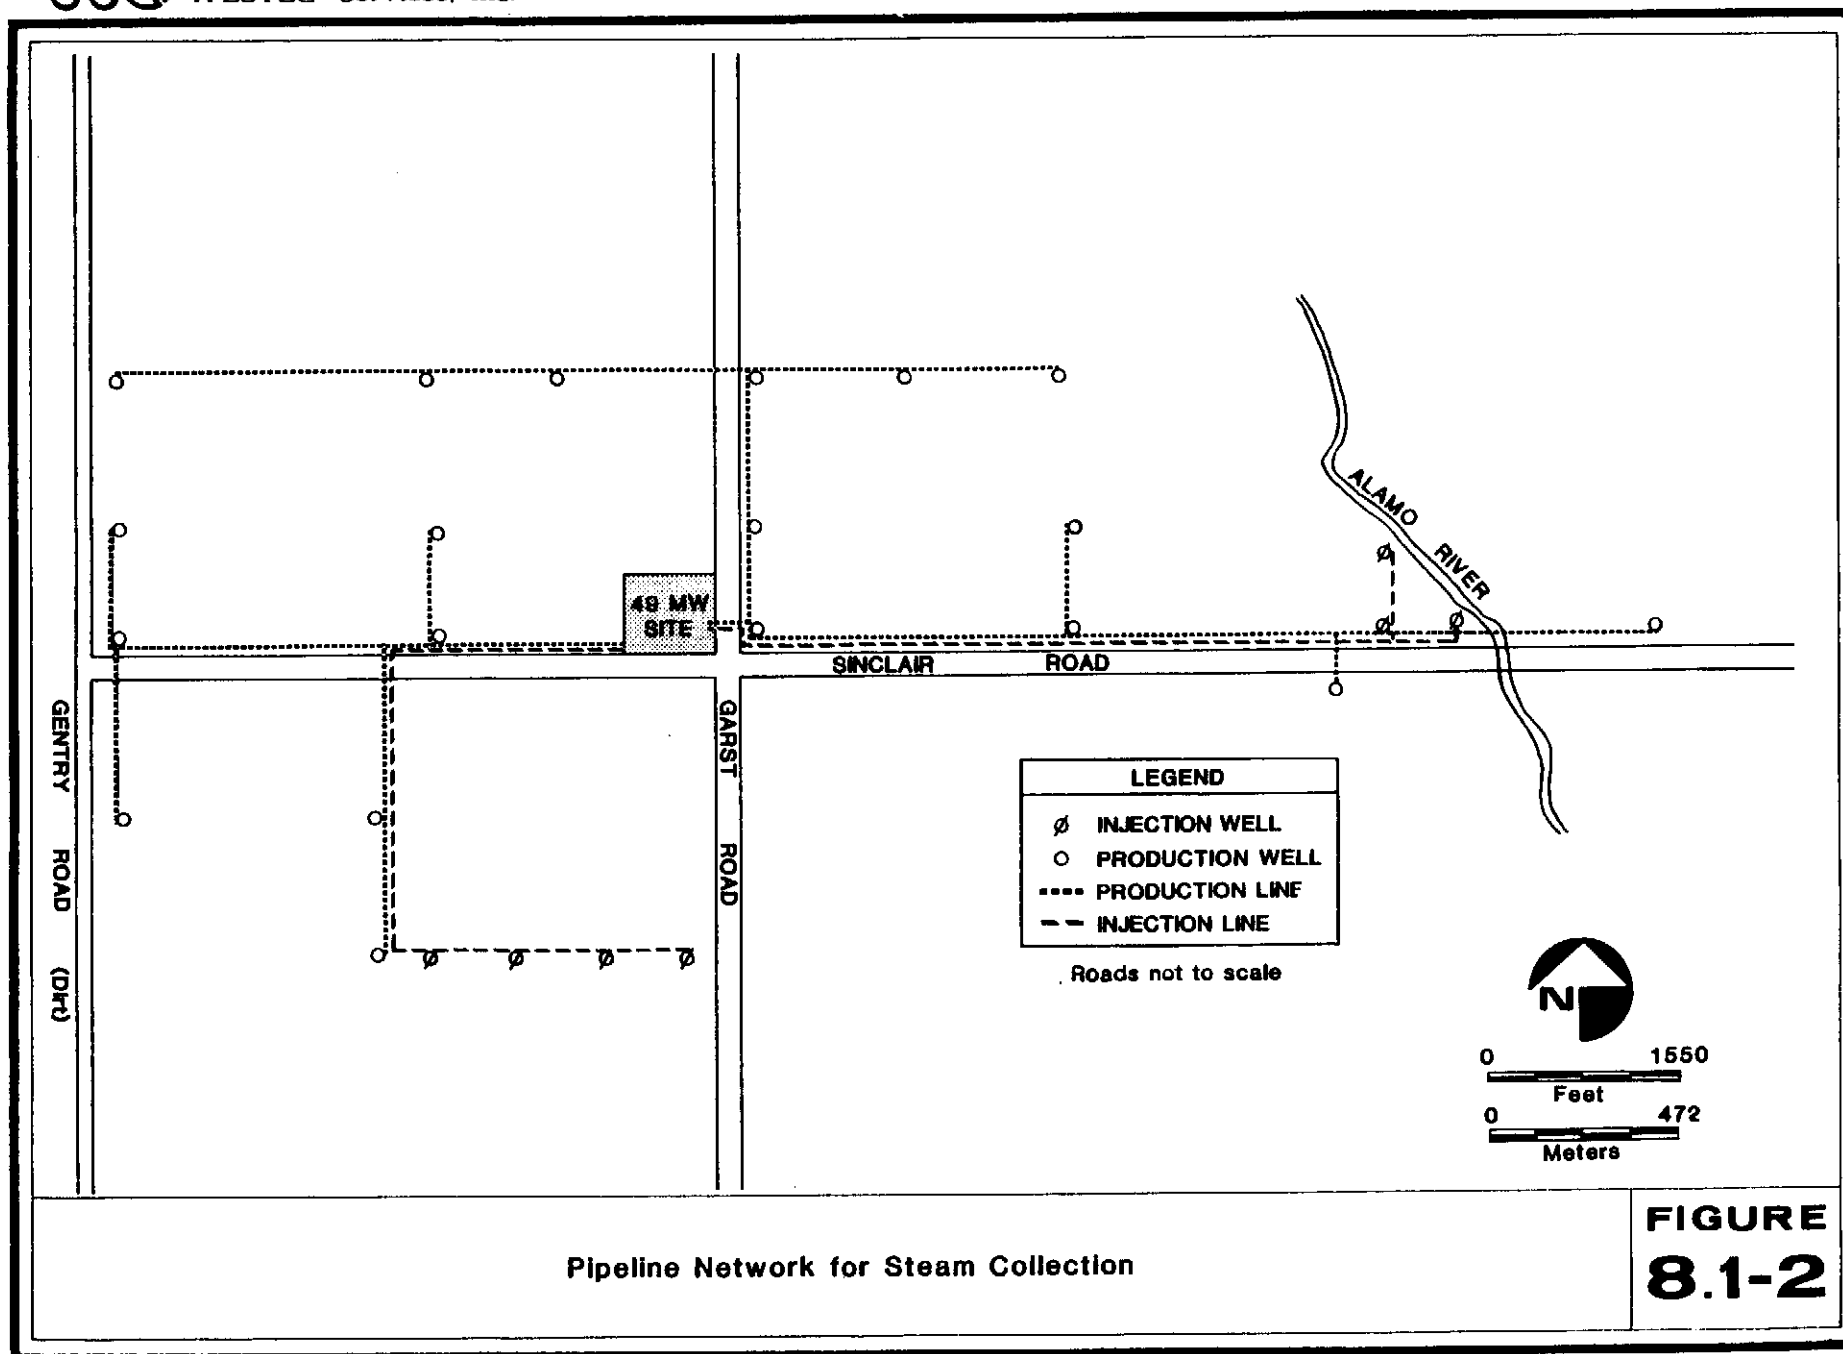 ALAMO
RIVER
49 MW
SITE
SINCLAIR ROAD
GENTRY ROAD (Dirt)
GARST ROAD
LEGEND
INJECTION WELL
PRODUCTION WELL
PRODUCTION LINE
INJECTION LINE
Roads not to scale
N
0 1550
Feet
0 472
Meters
Pipeline Network for Steam Collection
FIGURE
8.1-2